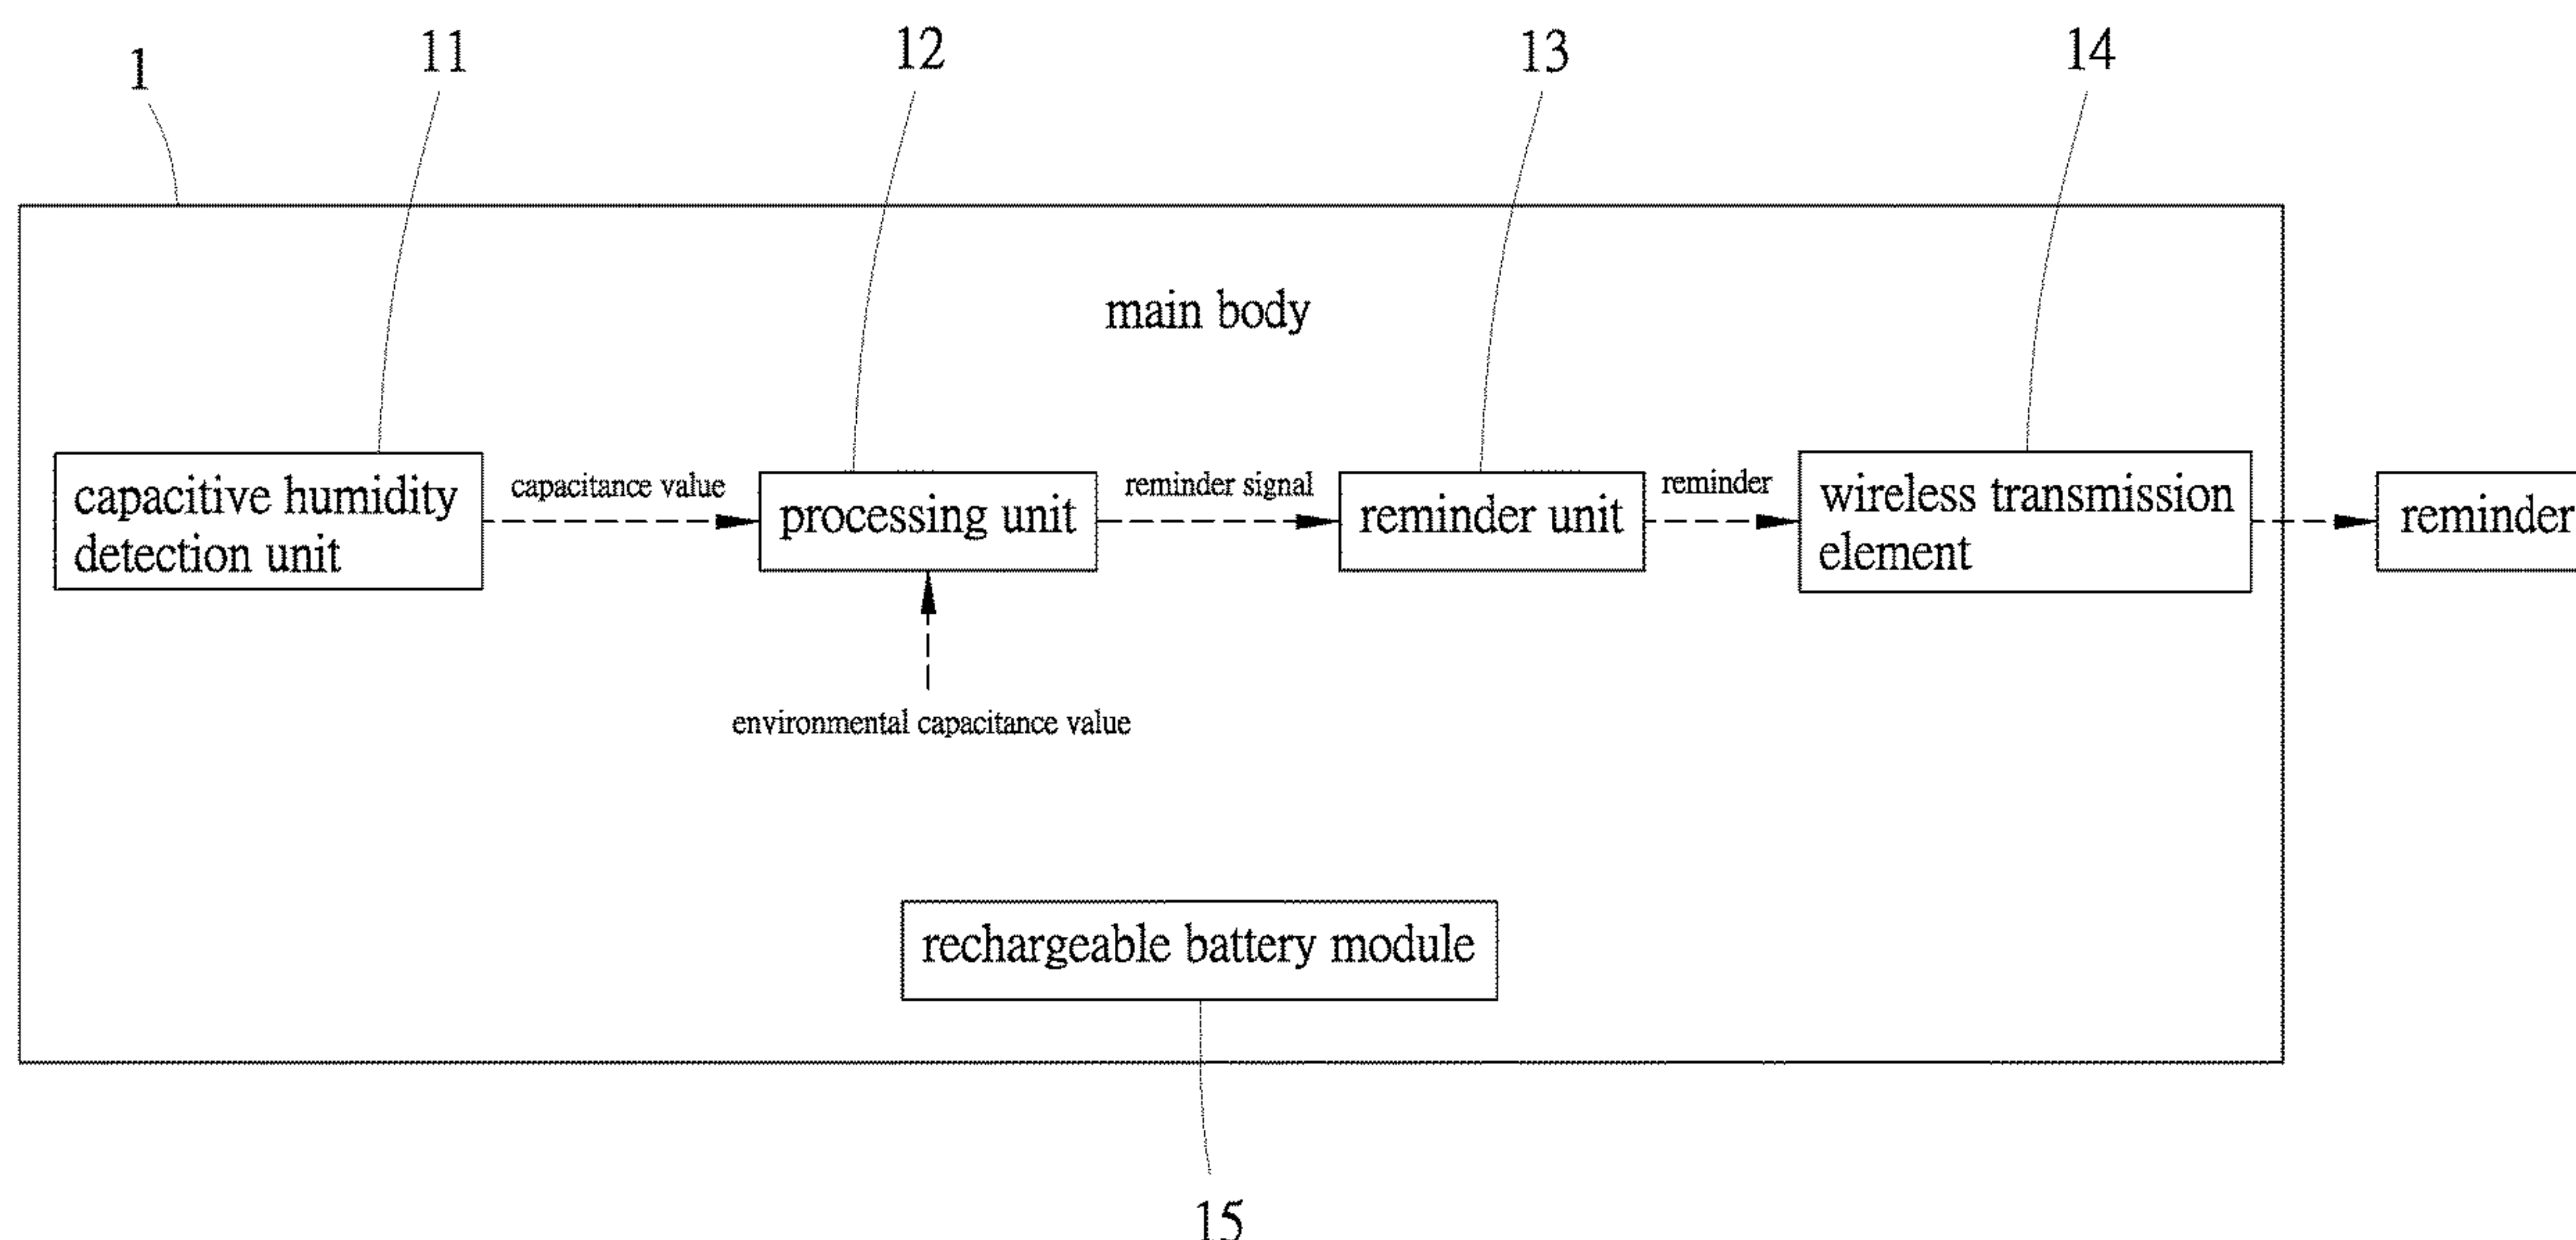 1
11
12
13
14
main body
capacitive humidity
detection unit
capacitance value
processing unit
reminder signal
reminder unit
reminder
wireless transmission
element
reminder
environmental capacitance value
rechargeable battery module
15